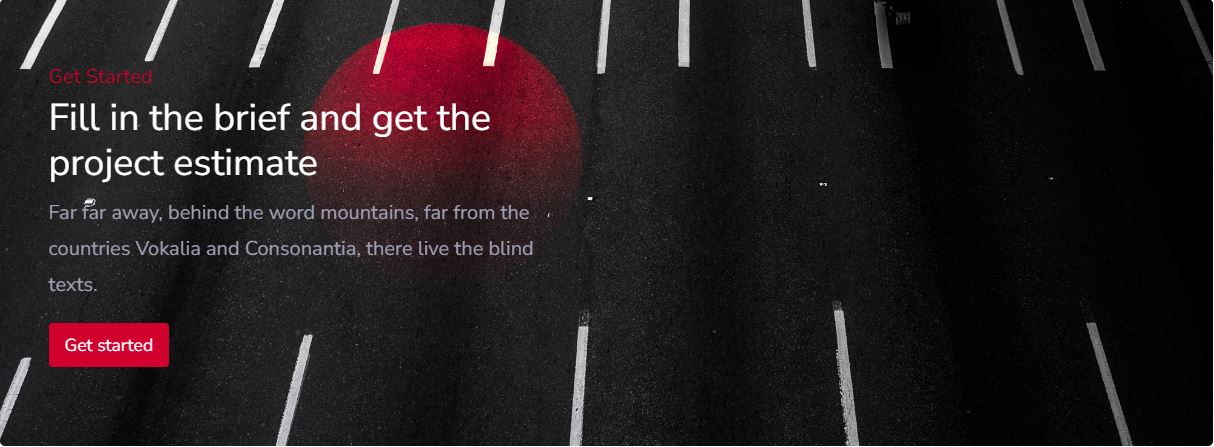 Get Started
Fill in the brief and get the
project estimate
Far far away, behind the word mountains, far from the
countries Vokalia and Consonantia, there live the blind
texts.
Get started